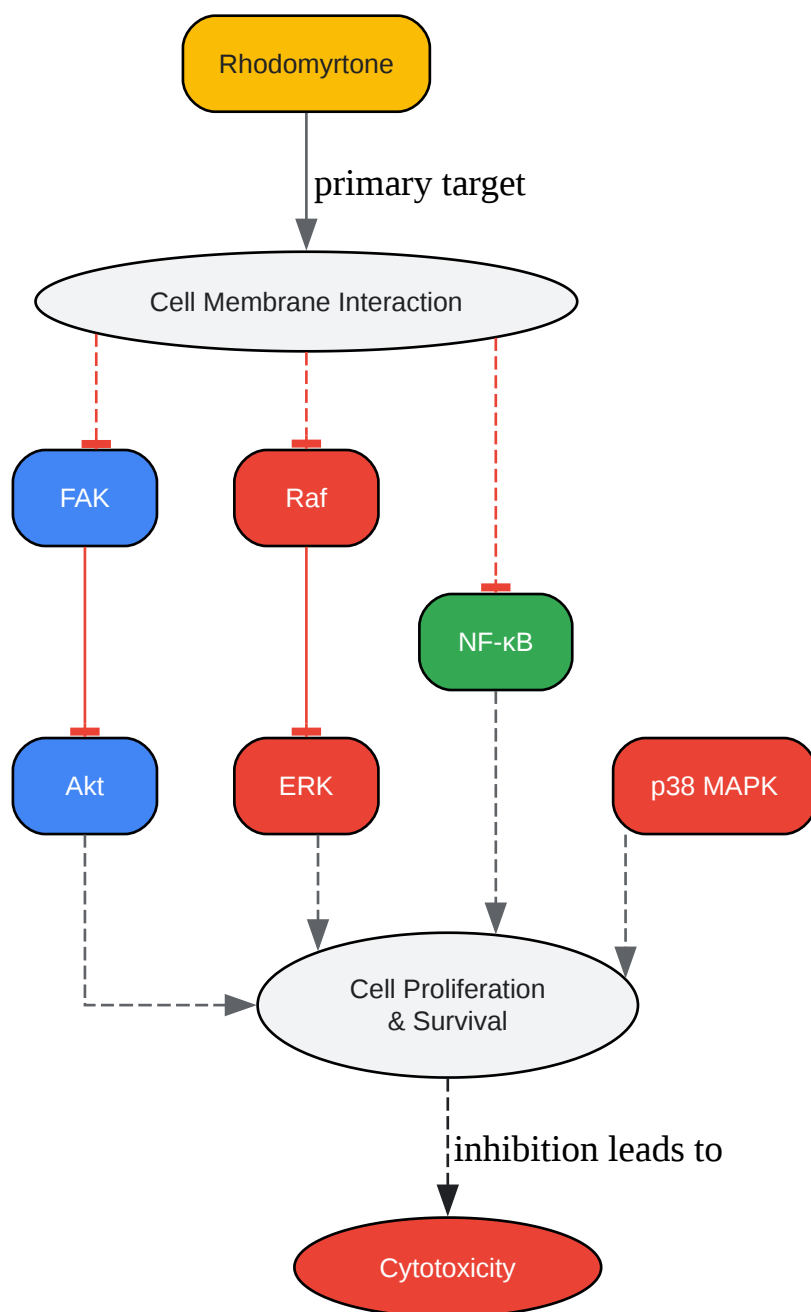 Rhodomyrtone
primary target
Cell Membrane Interaction
FAK
Raf
NF-κB
Akt
ERK
p38 MAPK
Cell Proliferation
& Survival
inhibition leads to
Cytotoxicity